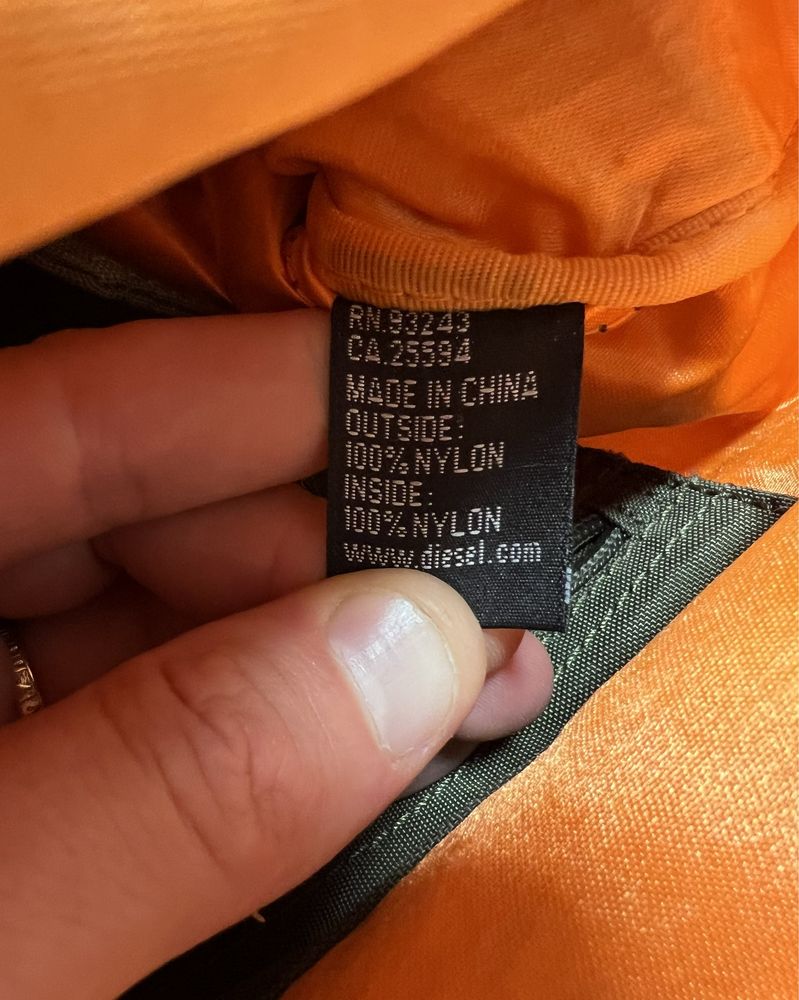 RN.93243
CA.25594
MADE IN CHINA
OUTSIDE:
100% NYLON
INSIDE:
100% NYLON
www.diesel.com